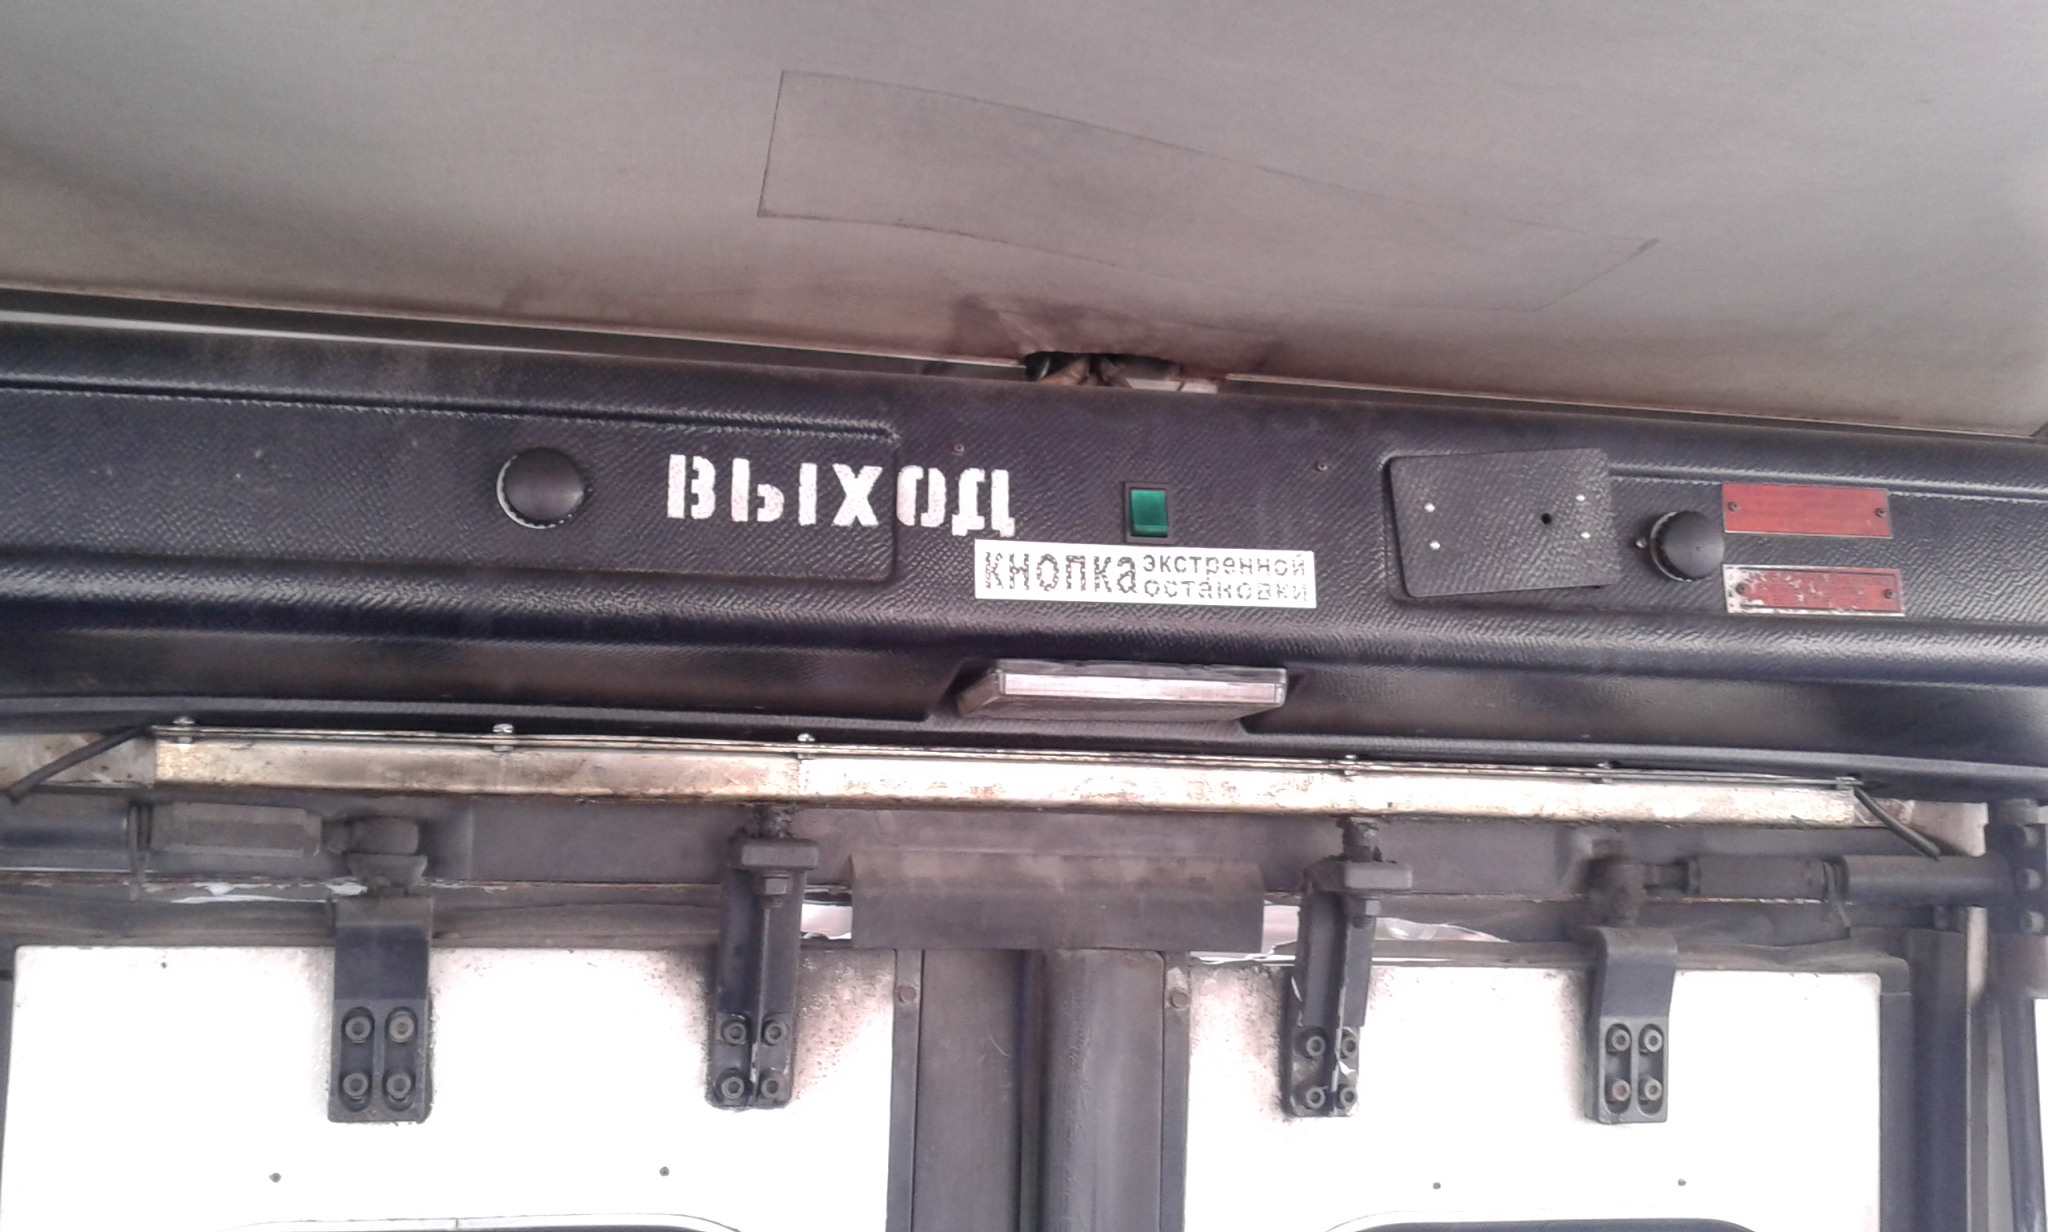 ВЫХОД
кнопка экстренной
остановки